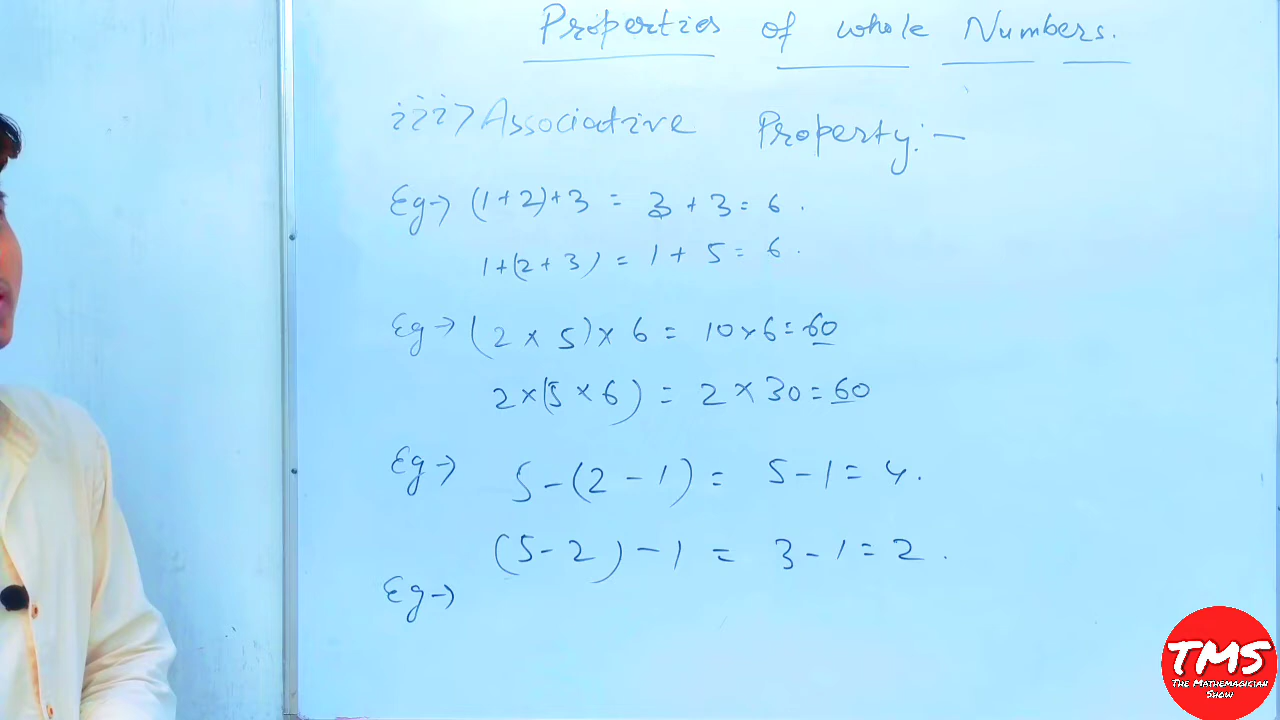 Properties of whole Numbers.
iii> Associative Property:-
Eg→ (1+2)+3 = 3 + 3 = 6 .
1+(2+3) = 1 + 5 = 6 .
Eg→ (2 × 5) × 6 = 10 × 6 = 60
2×(5 × 6) = 2 × 30 = 60
Eg→ 5-(2-1) = 5-1 = 4.
(5-2)-1 = 3-1 = 2 .
Eg→
TMS
The Mathemagician
Show